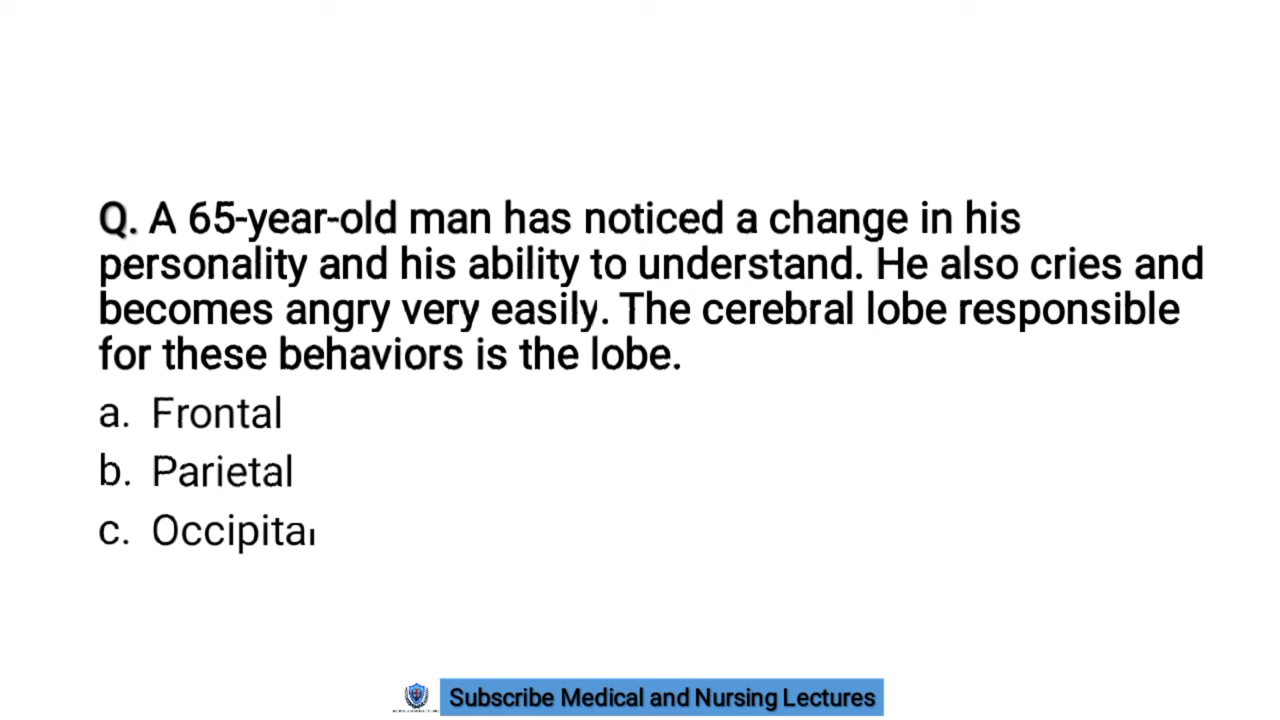 Q. A 65-year-old man has noticed a change in his
personality and his ability to understand. He also cries and
becomes angry very easily. The cerebral lobe responsible
for these behaviors is the lobe.
a. Frontal
b. Parietal
c. Occipital
Subscribe Medical and Nursing Lectures